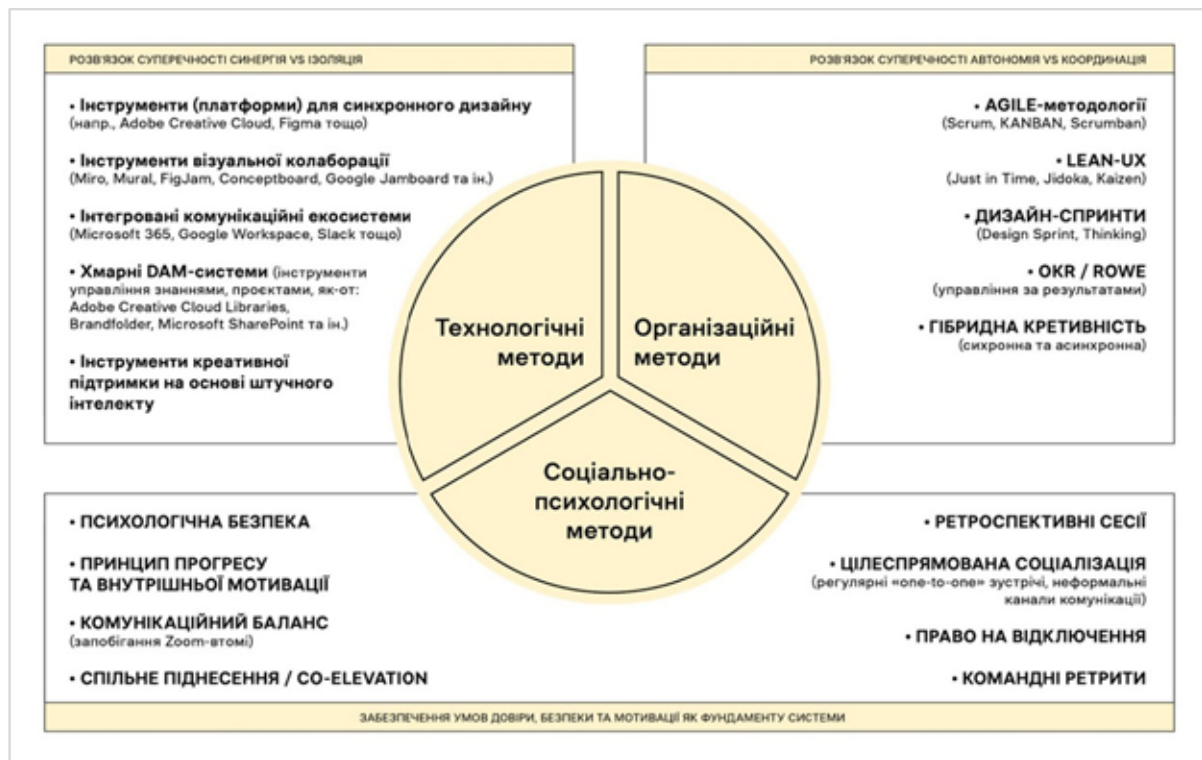 РОЗВ'ЯЗОК СУПЕРЕЧНОСТІ СИНЕРГІЯ VS ІЗОЛЯЦІЯ
• Інструменти (платформи) для синхронного дизайну
(напр., Adobe Creative Cloud, Figma тощо)
• Інструменти візуальної колаборації
(Miro, Mural, FigJam, Conceptboard, Google Jamboard та ін.)
• Інтегровані комунікаційні екосистеми
(Microsoft 365, Google Workspace, Slack тощо)
• Хмарні DAM-системи (інструменти
управління знаннями, проєктами, як-от:
Adobe Creative Cloud Libraries,
Brandfolder, Microsoft SharePoint та ін.)
• Інструменти креативної
підтримки на основі штучного
інтелекту
РОЗВ'ЯЗОК СУПЕРЕЧНОСТІ АВТОНОМІЯ VS КООРДИНАЦІЯ
• AGILE-методології
(Scrum, KANBAN, Scrumban)
• LEAN-UX
(Just in Time, Jidoka, Kaizen)
• ДИЗАЙН-СПРИНТИ
(Design Sprint, Thinking)
• OKR / ROWE
(управління за результатами)
• ГІБРИДНА КРЕТИВНІСТЬ
(сихронна та асинхронна)
Технологічні
методи
Організаційні
методи
Соціально-
психологічні
методи
• ПСИХОЛОГІЧНА БЕЗПЕКА
• ПРИНЦИП ПРОГРЕСУ
ТА ВНУТРІШНЬОЇ МОТИВАЦІЇ
• КОМУНІКАЦІЙНИЙ БАЛАНС
(запобігання Zoom-втомі)
• СПІЛЬНЕ ПІДНЕСЕННЯ / CO-ELEVATION
• РЕТРОСПЕКТИВНІ СЕСІЇ
• ЦІЛЕСПРЯМОВАНА СОЦІАЛІЗАЦІЯ
(регулярні «one-to-one» зустрічі, неформальні
канали комунікації)
• ПРАВО НА ВІДКЛЮЧЕННЯ
• КОМАНДНІ РЕТРИТИ
ЗАБЕЗПЕЧЕННЯ УМОВ ДОВІРИ, БЕЗПЕКИ ТА МОТИВАЦІЇ ЯК ФУНДАМЕНТУ СИСТЕМИ